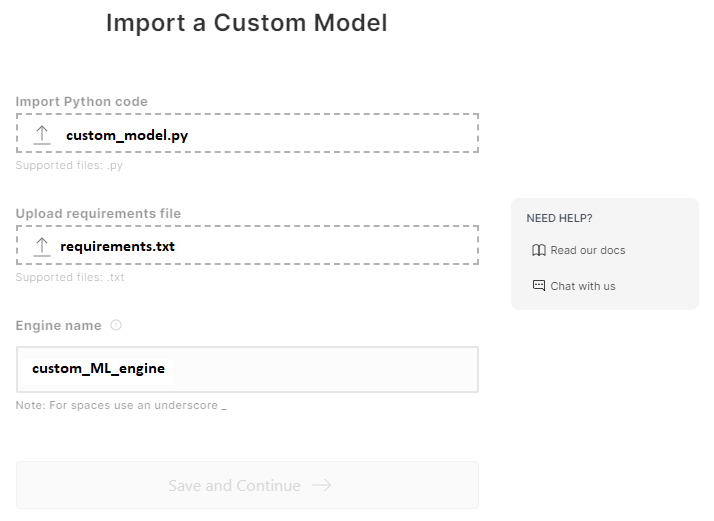 Import a Custom Model
Import Python code
custom_model.py
Supported files: .py
Upload requirements file
requirements.txt
Supported files: .txt
Engine name
custom_ML_engine
Note: For spaces use an underscore _
Save and Continue
NEED HELP?
Read our docs
Chat with us